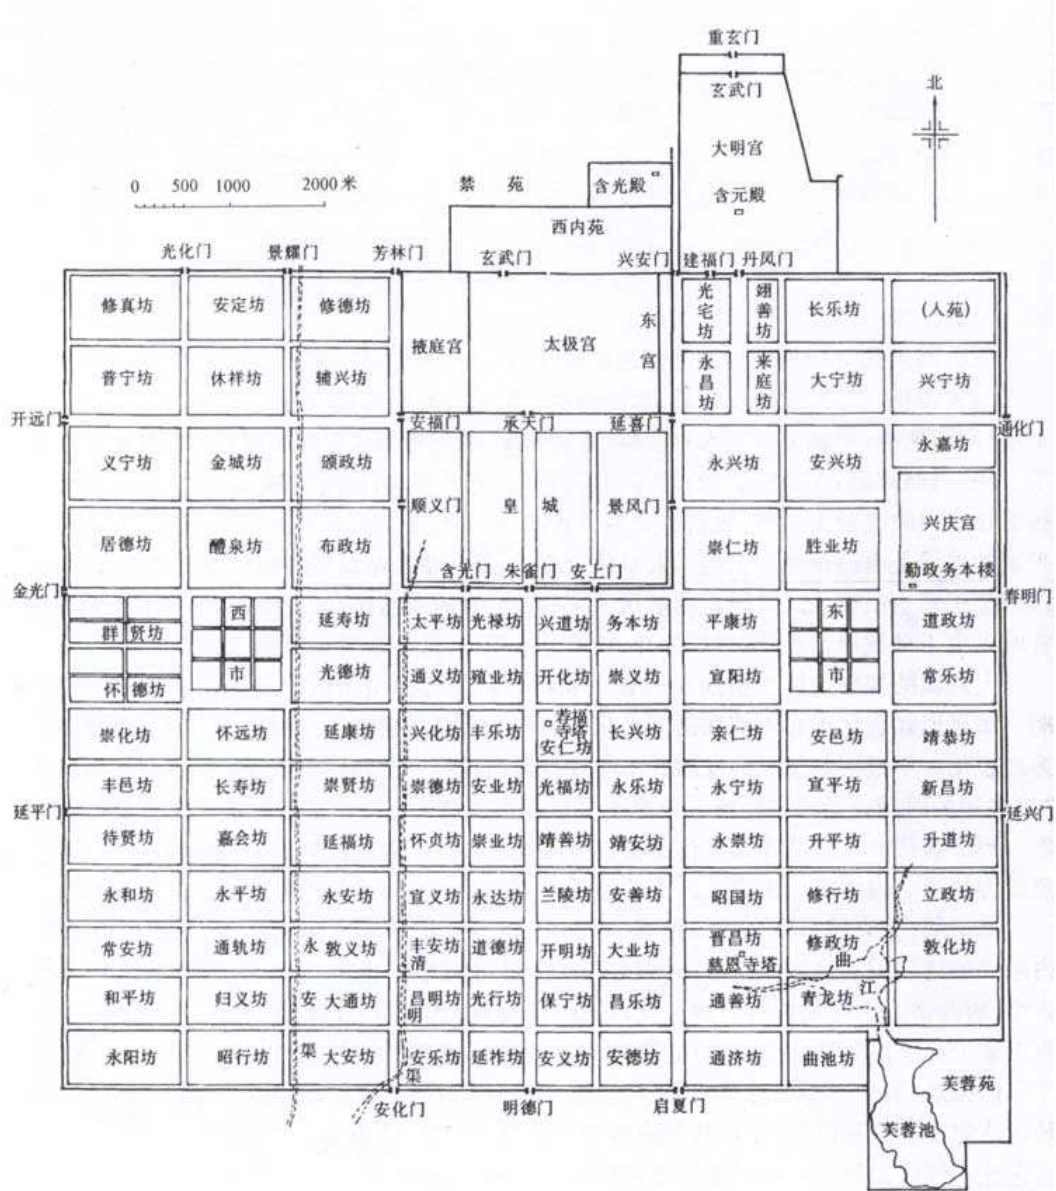 重玄门
玄武门
北
大明宫
0 500 1000 2000米
禁苑
含光殿
含元殿
西内苑
光化门 景耀门 芳林门 玄武门 兴安门 建福门 丹凤门
修真坊 安定坊 修德坊 掖庭宫 太极宫 东宫 光宅坊 翊善坊 长乐坊 (人苑)
普宁坊 休祥坊 辅兴坊 永昌坊 来庭坊 大宁坊 兴宁坊
开远门 安福门 承天门 延喜门 通化门
义宁坊 金城坊 颁政坊 永兴坊 安兴坊 永嘉坊
顺义门 皇城 景风门 兴庆宫
居德坊 醴泉坊 布政坊 崇仁坊 胜业坊
含光门 朱雀门 安上门 勤政务本楼
金光门 春明门
群贤坊 西市 延寿坊 太平坊 光禄坊 兴道坊 务本坊 平康坊 东市 道政坊
怀德坊 光德坊 通义坊 殖业坊 开化坊 崇义坊 宣阳坊 常乐坊
荐福寺塔
崇化坊 怀远坊 延康坊 兴化坊 丰乐坊 安仁坊 长兴坊 亲仁坊 安邑坊 靖恭坊
丰邑坊 长寿坊 崇贤坊 崇德坊 安业坊 光福坊 永乐坊 永宁坊 宣平坊 新昌坊
延平门 延兴门
待贤坊 嘉会坊 延福坊 怀贞坊 崇业坊 靖善坊 靖安坊 永崇坊 升平坊 升道坊
永和坊 永平坊 永安坊 宣义坊 永达坊 兰陵坊 安善坊 昭国坊 修行坊 立政坊
常安坊 通轨坊 敦义坊 丰安坊 道德坊 开明坊 大业坊 晋昌坊 修政坊 敦化坊
慈恩寺塔
曲江
和平坊 归义坊 大通坊 昌明坊 光行坊 保宁坊 昌乐坊 通善坊 青龙坊
永阳坊 昭行坊 大安坊 安乐坊 延祚坊 安义坊 安德坊 通济坊 曲池坊
永安渠
清明渠
安化门 明德门 启夏门
芙蓉苑
芙蓉池